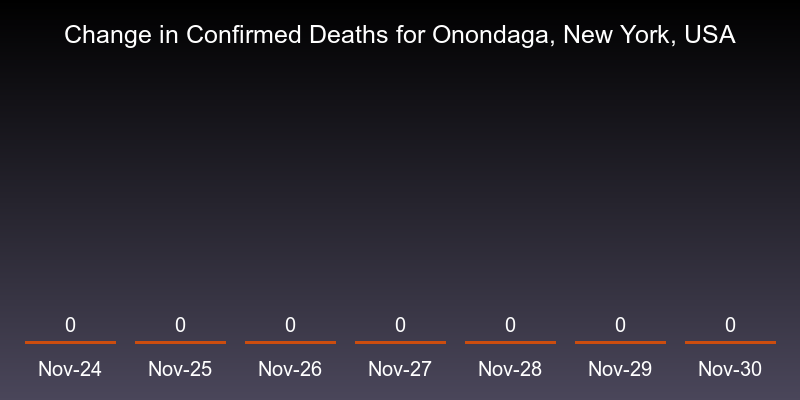 Change in Confirmed Deaths for Onondaga, New York, USA
0 0 0 0 0 0 0
Nov-24 Nov-25 Nov-26 Nov-27 Nov-28 Nov-29 Nov-30